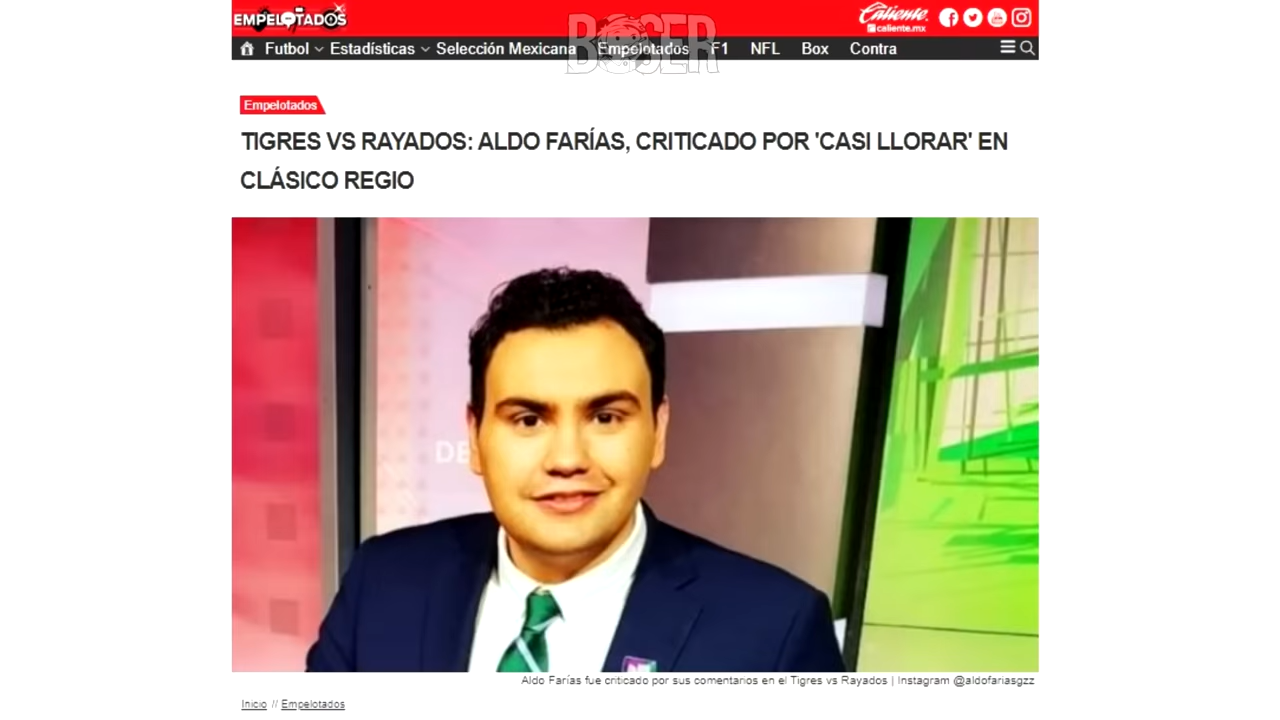 EMPELOTADOS
Caliente.
caliente.mx
Futbol Estadísticas Selección Mexicana Empelotados F1 NFL Box Contra
BOSER
Empelotados
TIGRES VS RAYADOS: ALDO FARÍAS, CRITICADO POR 'CASI LLORAR' EN
CLÁSICO REGIO
DE
Aldo Farías fue criticado por sus comentarios en el Tigres vs Rayados | Instagram @aldofariasgzz
Inicio // Empelotados